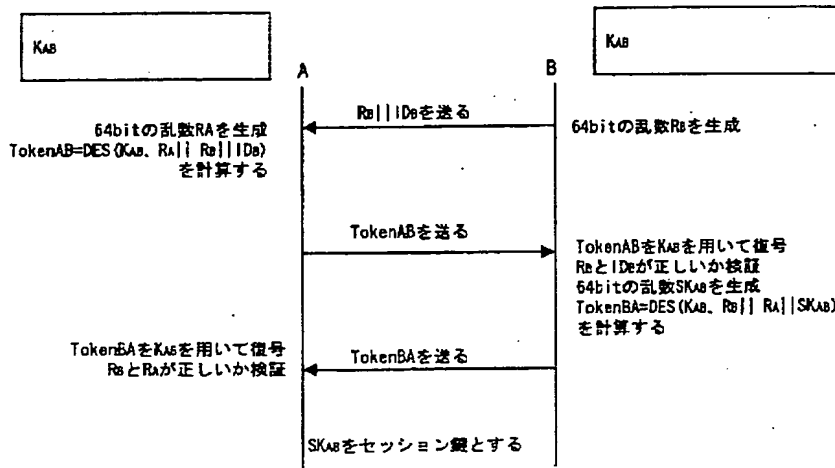 KAB
KAB
A
B
RB||IDBを送る
64bitの乱数RBを生成
64bitの乱数RAを生成
TokenAB=DES(KAB、RA|| RB||IDB)
を計算する
TokenABを送る
TokenABをKABを用いて復号
RBとIDBが正しいか検証
64bitの乱数SKABを生成
TokenBA=DES(KAB、RB|| RA||SKAB)
を計算する
TokenBAを送る
TokenBAをKABを用いて復号
RBとRAが正しいか検証
SKABをセッション鍵とする